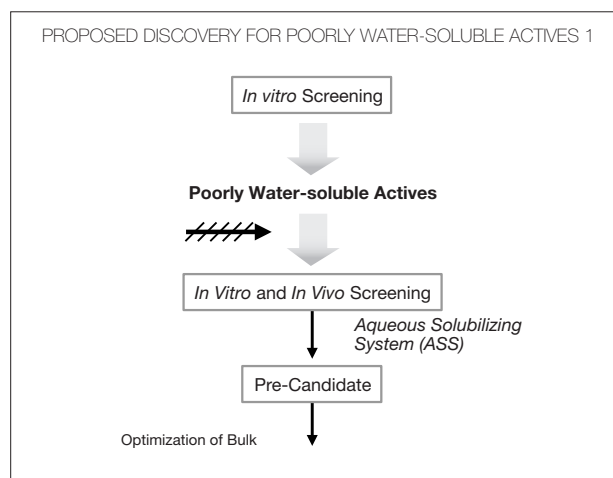 PROPOSED DISCOVERY FOR POORLY WATER-SOLUBLE ACTIVES 1
In vitro Screening
Poorly Water-soluble Actives
In Vitro and In Vivo Screening
Aqueous Solubilizing
System (ASS)
Pre-Candidate
Optimization of Bulk